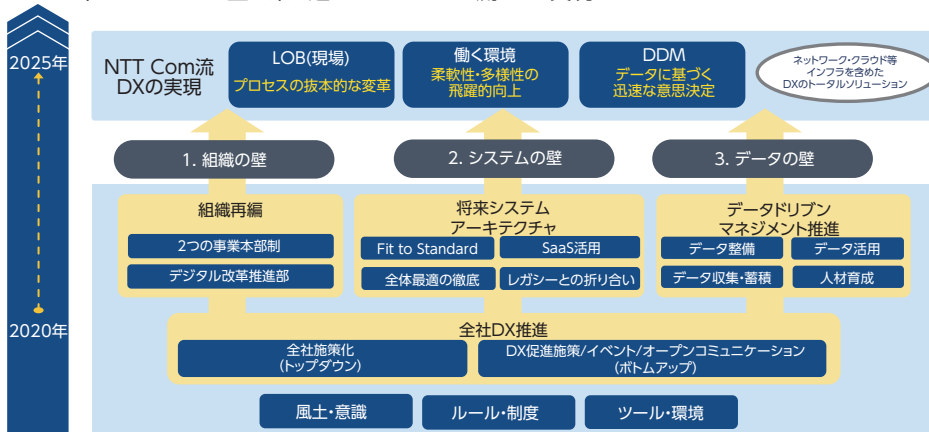 2025年
NTT Com流
DXの実現
LOB(現場)
プロセスの抜本的な変革
働く環境
柔軟性・多様性の
飛躍的向上
DDM
データに基づく
迅速な意思決定
ネットワーク・クラウド等
インフラを含めた
DXのトータルソリューション
1. 組織の壁
2. システムの壁
3. データの壁
組織再編
2つの事業本部制
デジタル改革推進部
将来システム
アーキテクチャ
Fit to Standard
SaaS活用
全体最適の徹底
レガシーとの折り合い
データドリブン
マネジメント推進
データ整備
データ活用
データ収集・蓄積
人材育成
2020年
全社DX推進
全社施策化
(トップダウン)
DX促進施策/イベント/オープンコミュニケーション
(ボトムアップ)
風土・意識
ルール・制度
ツール・環境